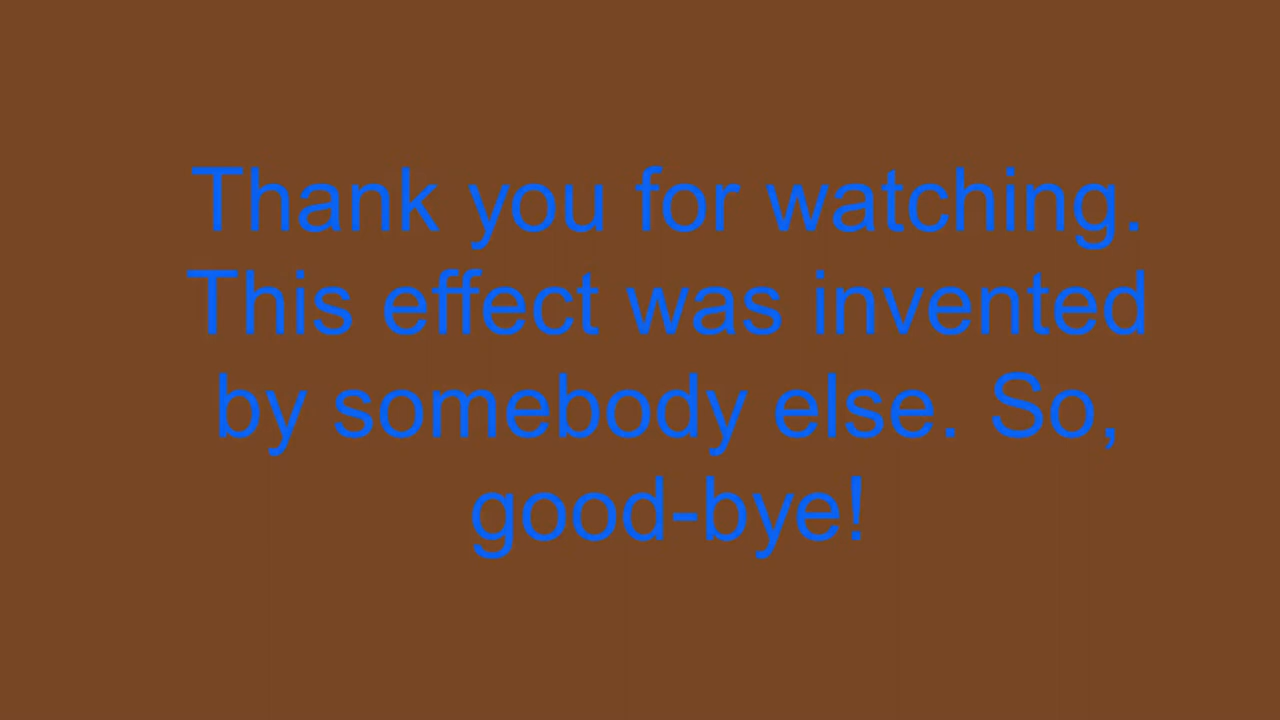 Thank you for watching.
This effect was invented
by somebody else. So,
good-bye!